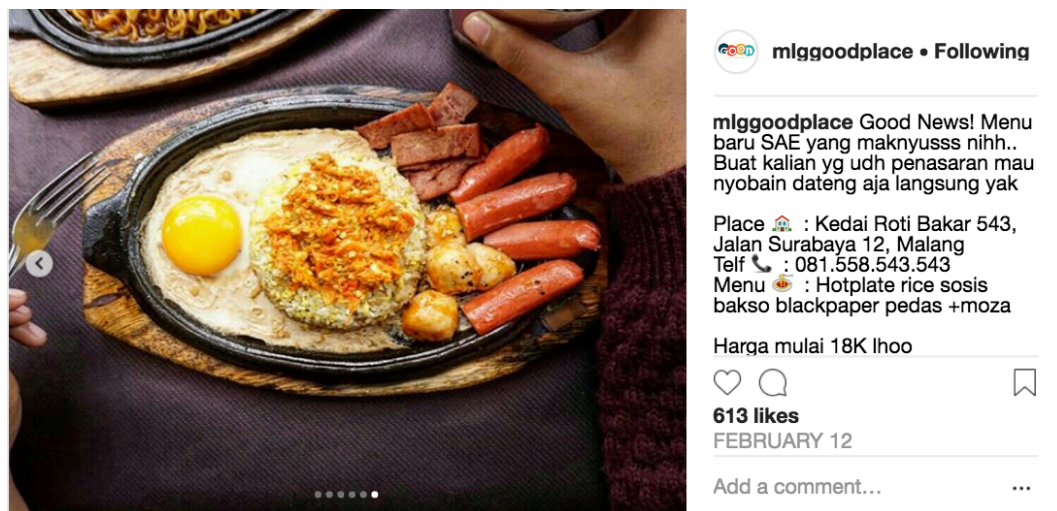 GOON
mlggoodplace • Following
mlggoodplace Good News! Menu
baru SAE yang maknyusss nihh..
Buat kalian yg udh penasaran mau
nyobain dateng aja langsung yak
Place 🏠 : Kedai Roti Bakar 543,
Jalan Surabaya 12, Malang
Telf 📞 : 081.558.543.543
Menu 🍲 : Hotplate rice sosis
bakso blackpaper pedas +moza
Harga mulai 18K lhoo
613 likes
FEBRUARY 12
Add a comment...